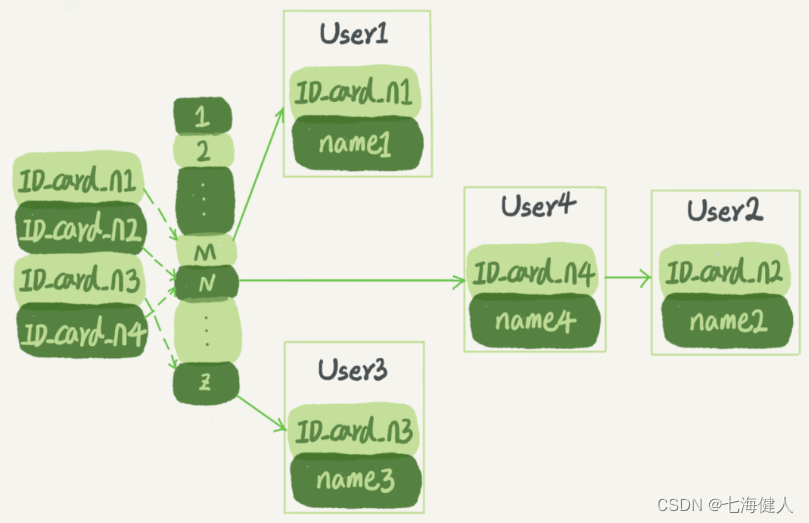 User1
ID_card_n1
name1
1
2
M
N
Z
ID_card_n1
ID_card_n2
ID_card_n3
ID_card_n4
User4
ID_card_n4
name4
User2
ID_card_n2
name2
User3
ID_card_n3
name3
CSDN @七海健人